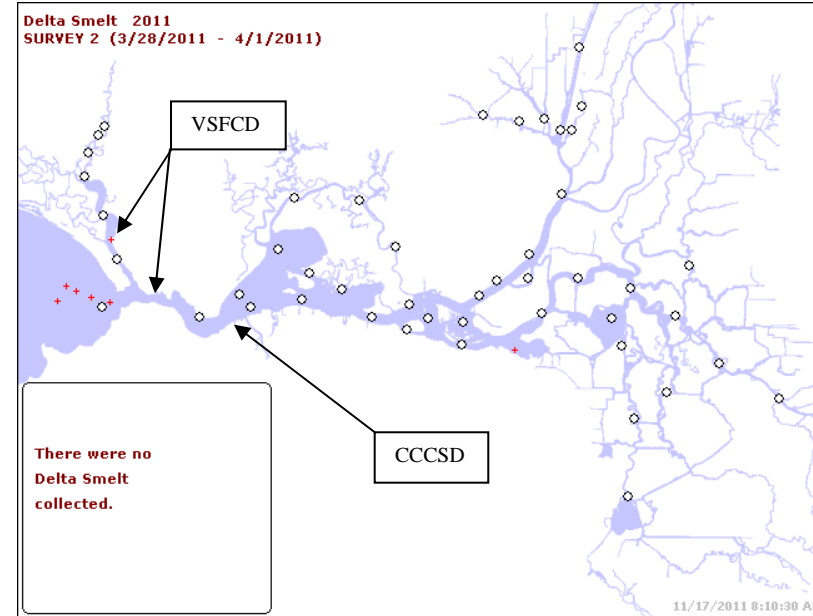 Delta Smelt 2011
SURVEY 2 (3/28/2011 - 4/1/2011)
VSFCD
CCCSD
There were no
Delta Smelt
collected.
11/17/2011 8:10:30 A